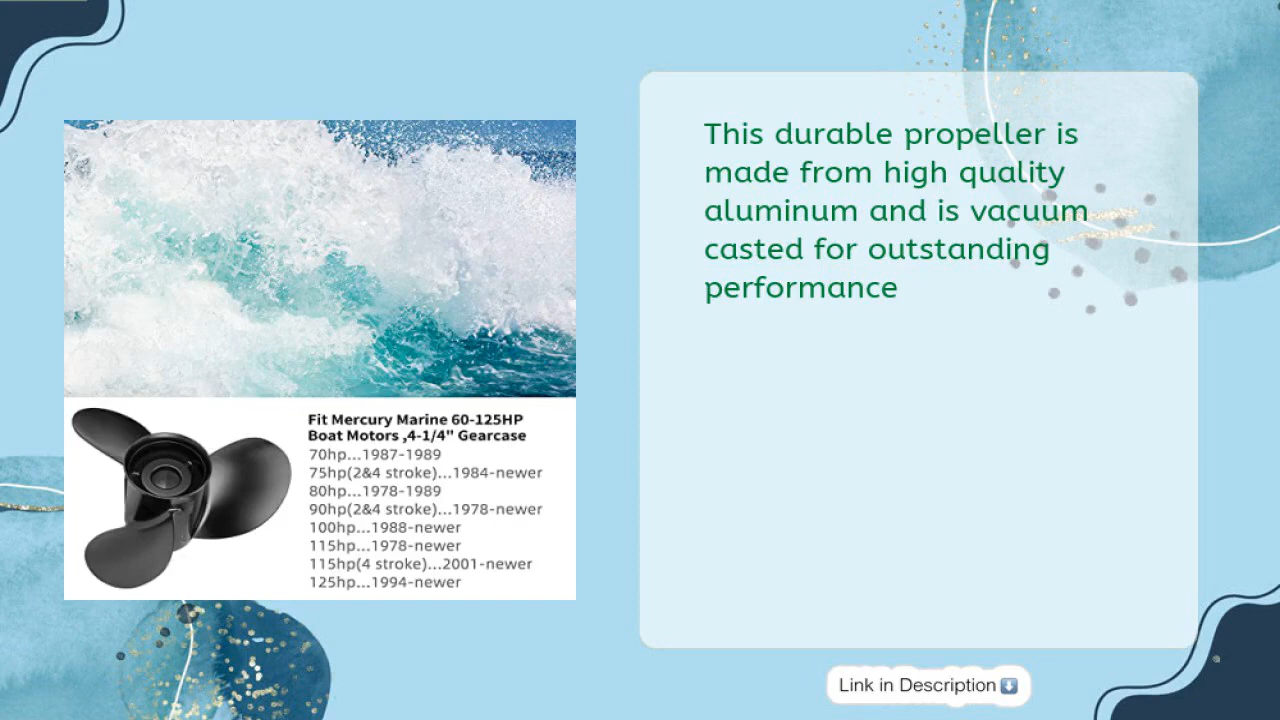 This durable propeller is
made from high quality
aluminum and is vacuum
casted for outstanding
performance
Fit Mercury Marine 60-125HP
Boat Motors ,4-1/4" Gearcase
70hp...1987-1989
75hp(2&4 stroke)...1984-newer
80hp...1978-1989
90hp(2&4 stroke)...1978-newer
100hp...1988-newer
115hp...1978-newer
115hp(4 stroke)...2001-newer
125hp...1994-newer
Link in Description⬇️